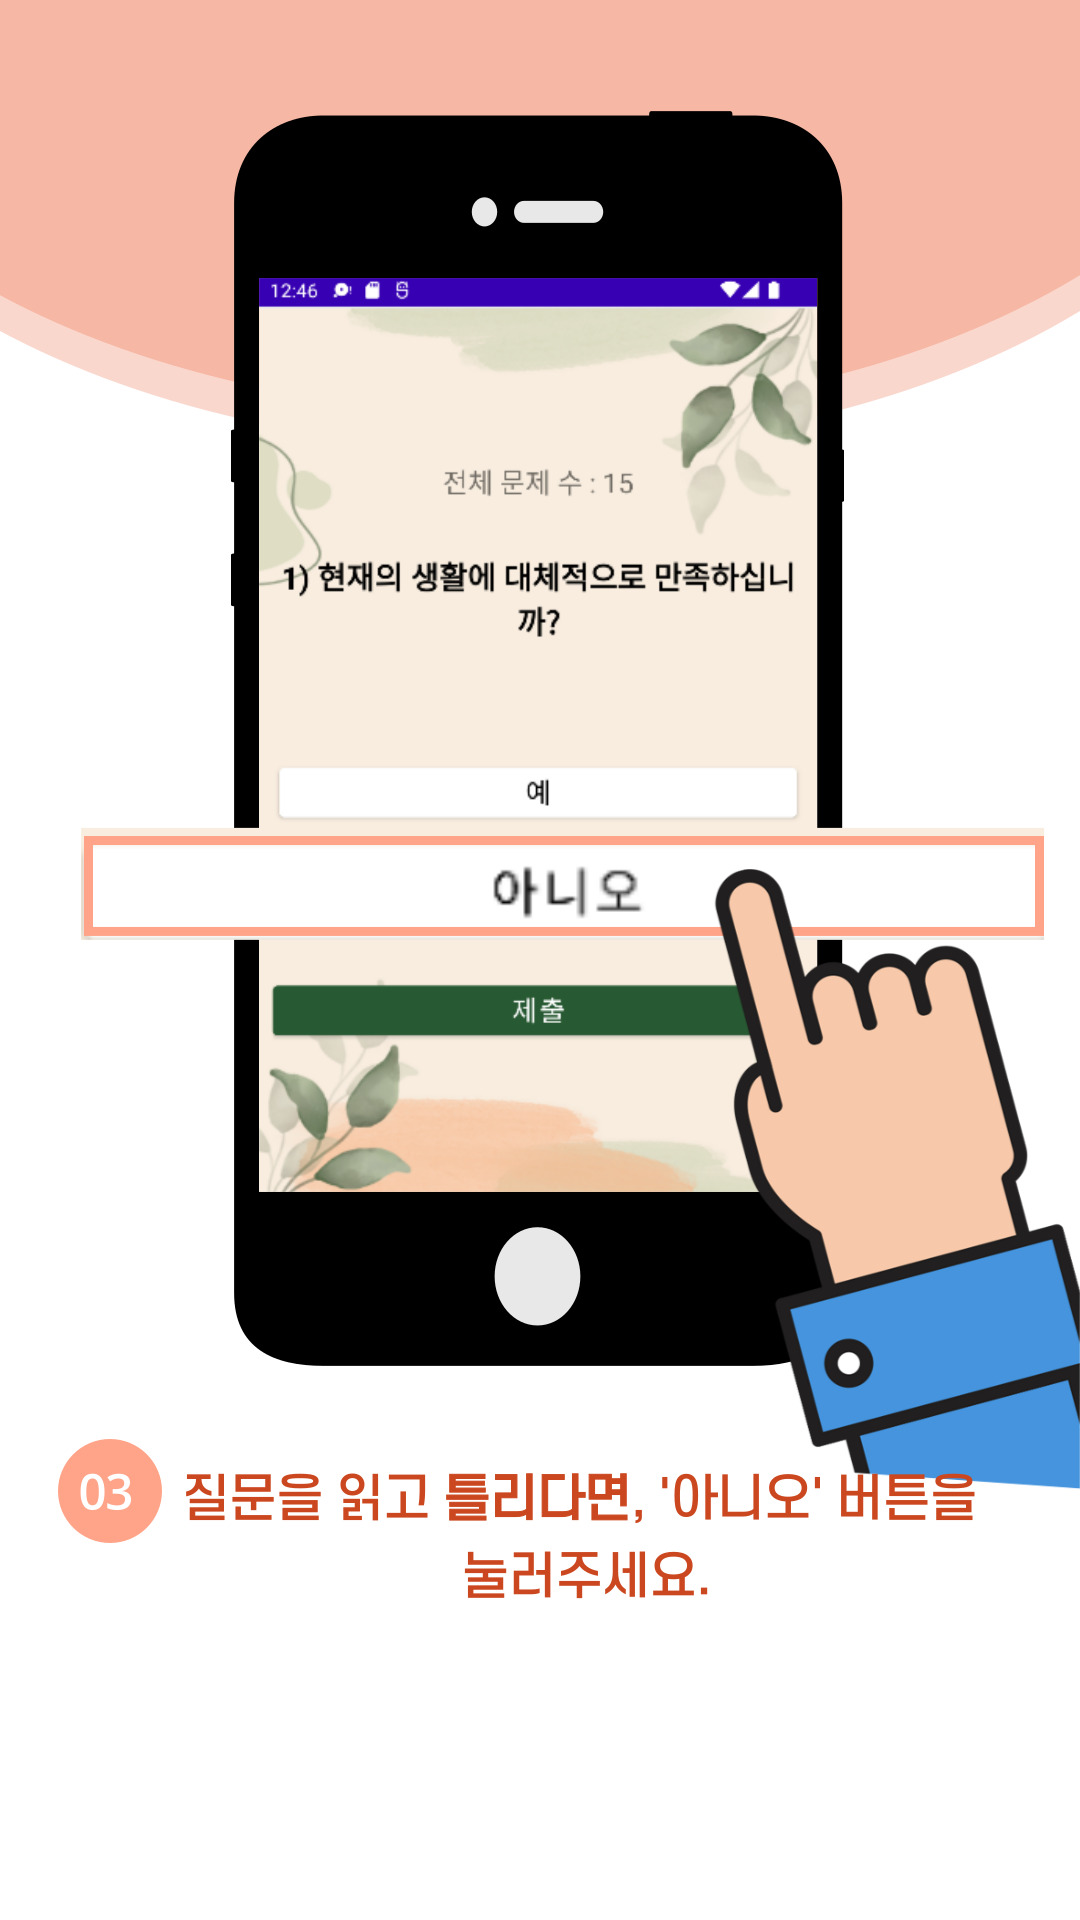 12:46
전체 문제 수 : 15
1) 현재의 생활에 대체적으로 만족하십니
까?
예
아니오
제출
03 질문을 읽고 틀리다면, '아니오' 버튼을
눌러주세요.